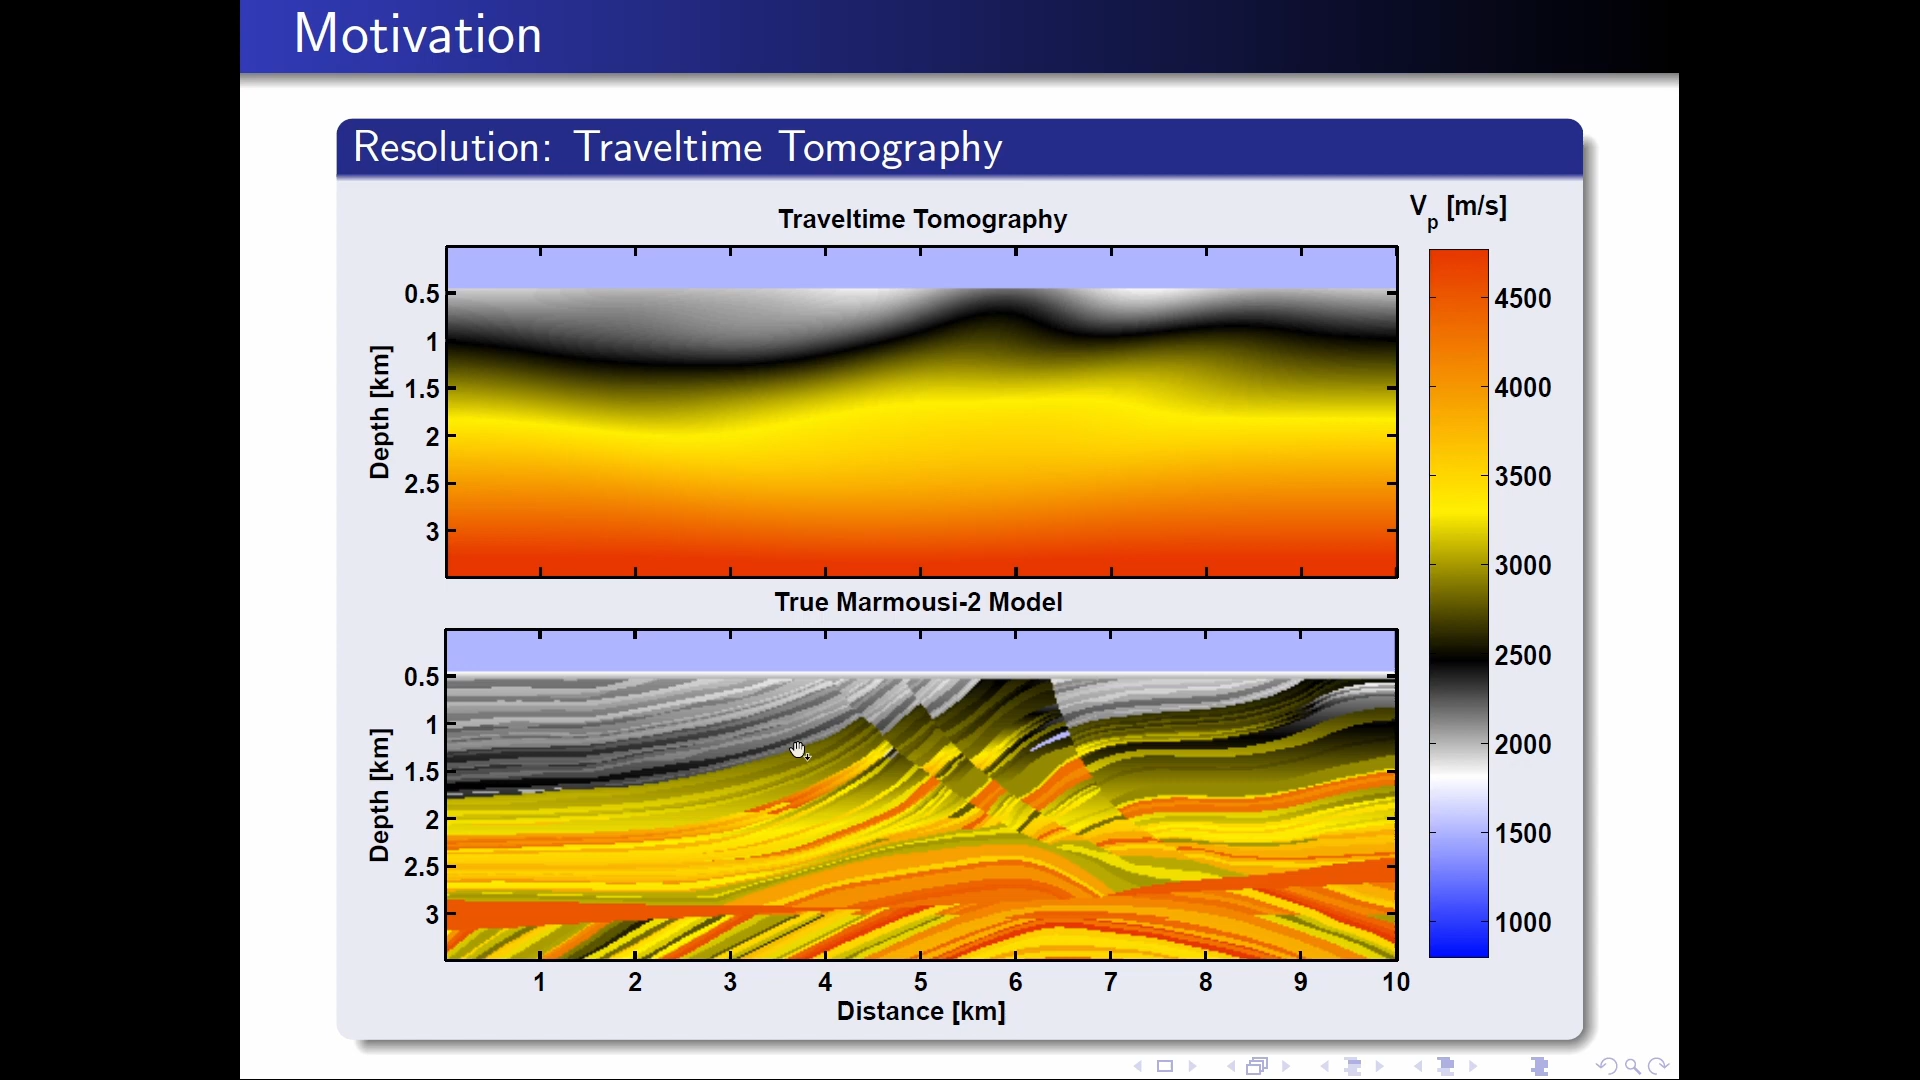 Motivation
Resolution: Traveltime Tomography
Traveltime Tomography
Vp [m/s]
0.5
1
1.5
2
2.5
3
Depth [km]
4500
4000
3500
3000
2500
2000
1500
1000
True Marmousi-2 Model
0.5
1
1.5
2
2.5
3
Depth [km]
1 2 3 4 5 6 7 8 9 10
Distance [km]